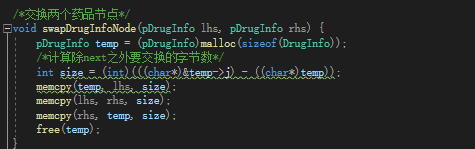 /*交换两个药品节点*/
void swapDrugInfoNode(pDrugInfo lhs, pDrugInfo rhs) {
pDrugInfo temp = (pDrugInfo)malloc(sizeof(DrugInfo));
/*计算除next之外要交换的字节数*/
int size = (int)(((char*)&temp->j) - ((char*)temp));
memcpy(temp, lhs, size);
memcpy(lhs, rhs, size);
memcpy(rhs, temp, size);
free(temp);
}